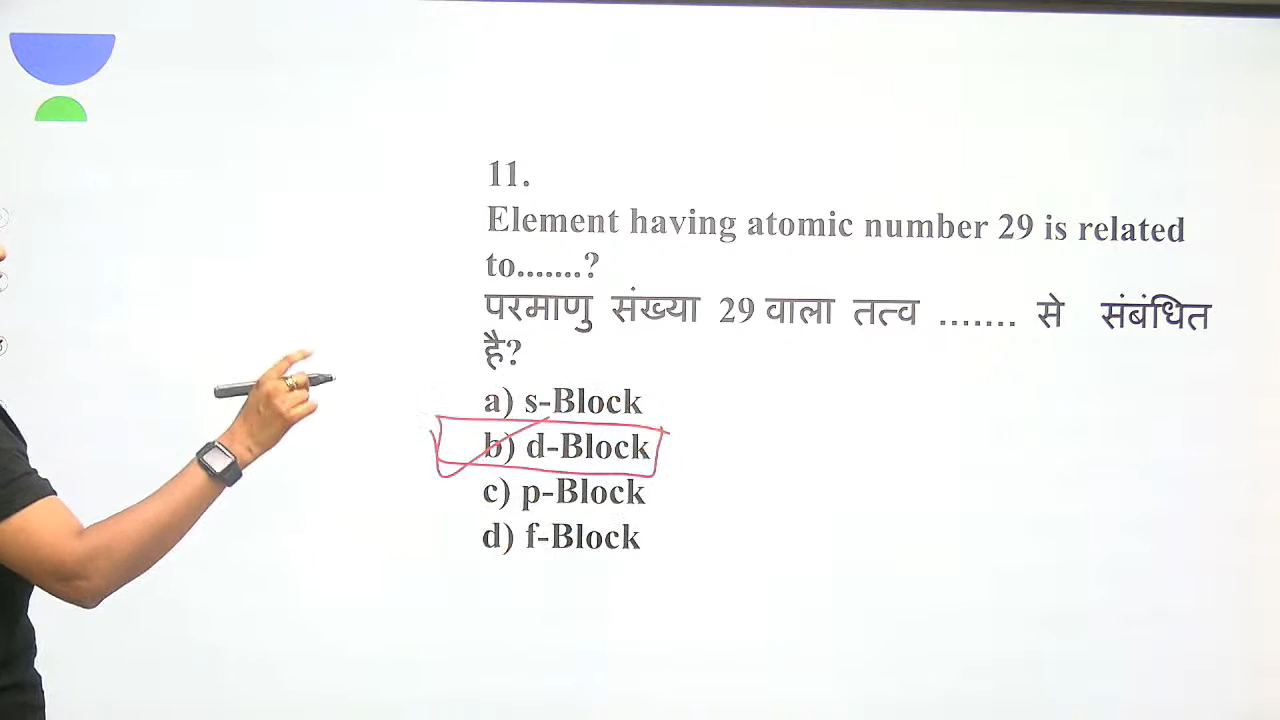 11.
Element having atomic number 29 is related
to.......?
परमाणु संख्या 29 वाला तत्व ....... से संबंधित
है?
a) s-Block
b) d-Block
c) p-Block
d) f-Block